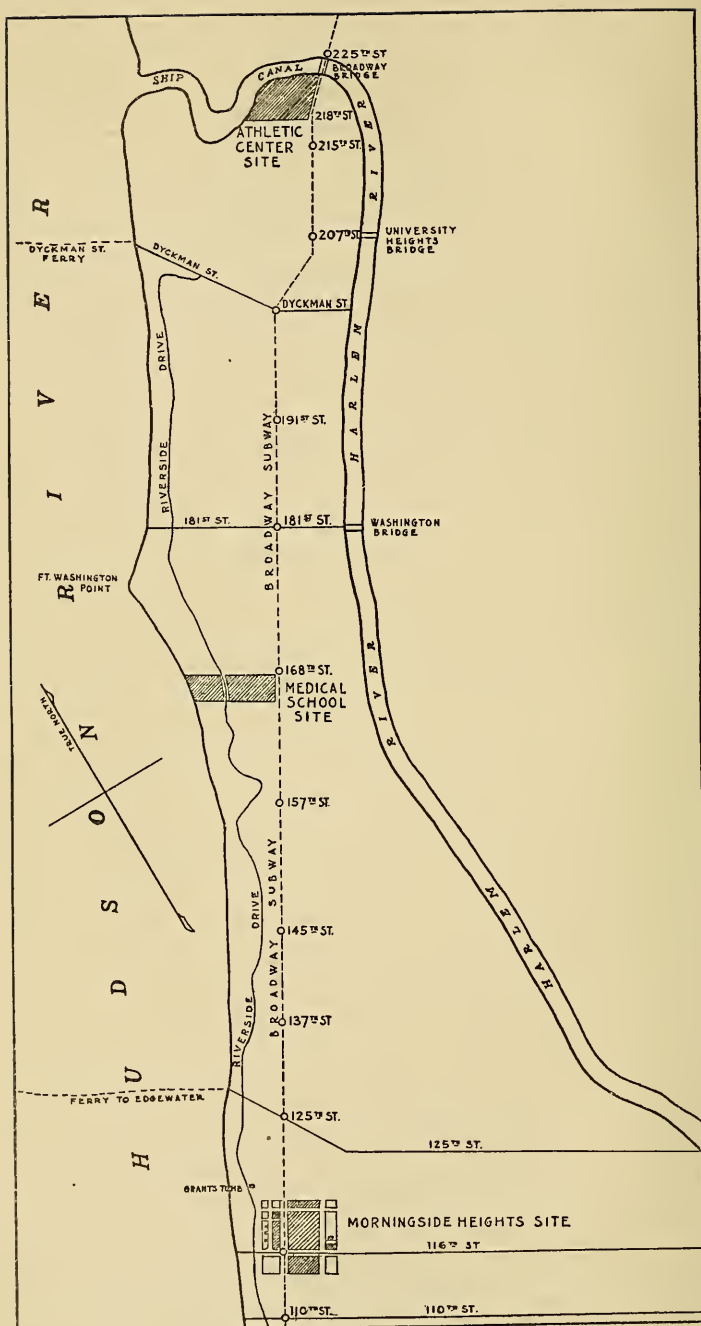 225TH ST
BROADWAY
BRIDGE
SHIP
CANAL
218TH ST
ATHLETIC
CENTER
SITE
215TH ST.
RIVER
207TH ST.
UNIVERSITY
HEIGHTS
BRIDGE
DYCKMAN ST.
FERRY
DYCKMAN ST.
DYCKMAN ST.
HARLEM
RIVERSIDE DRIVE
191ST ST.
BROADWAY SUBWAY
181ST ST.
181ST ST.
WASHINGTON
BRIDGE
FT. WASHINGTON
POINT
168TH ST.
MEDICAL
SCHOOL
SITE
RIVER
TRUE NORTH
157TH ST.
HARLEM
145TH ST.
BROADWAY SUBWAY
RIVERSIDE DRIVE
137TH ST
HUDSON RIVER
FERRY TO EDGEWATER
125TH ST.
125TH ST.
GRANTS TOMB
MORNINGSIDE HEIGHTS SITE
116TH ST
110TH ST.
110TH ST.